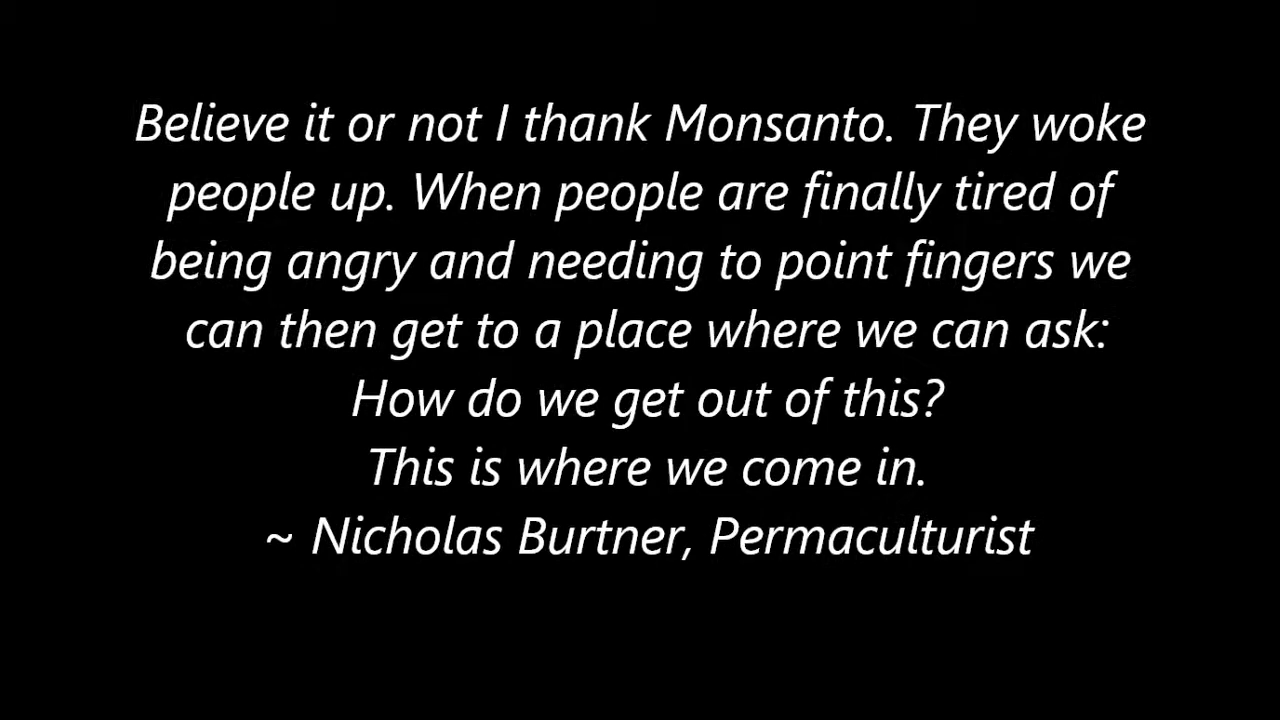 Believe it or not I thank Monsanto. They woke
people up. When people are finally tired of
being angry and needing to point fingers we
can then get to a place where we can ask:
How do we get out of this?
This is where we come in.
~ Nicholas Burtner, Permaculturist